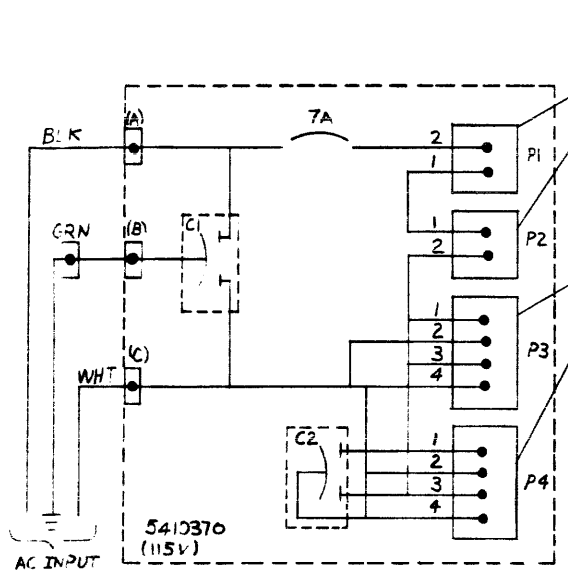 (A)
7A
BLK
2
1
P1
GRN
(B)
C1
1
2
P2
(C)
WHT
1
2
3
4
P3
C2
1
2
3
4
P4
5410370
(115V)
AC INPUT